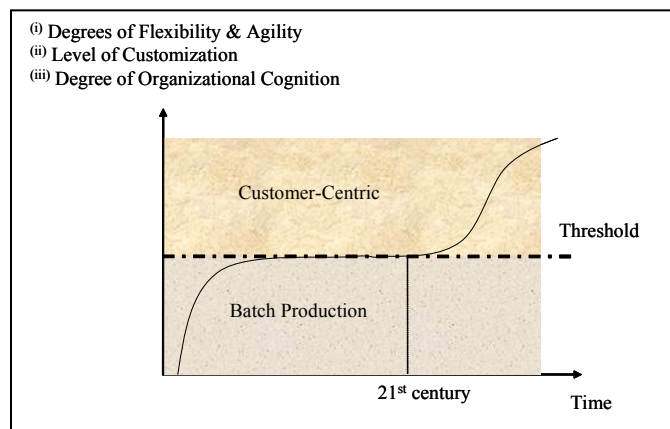 (i) Degrees of Flexibility & Agility
(ii) Level of Customization
(iii) Degree of Organizational Cognition
Customer-Centric
Threshold
Batch Production
21st century
Time